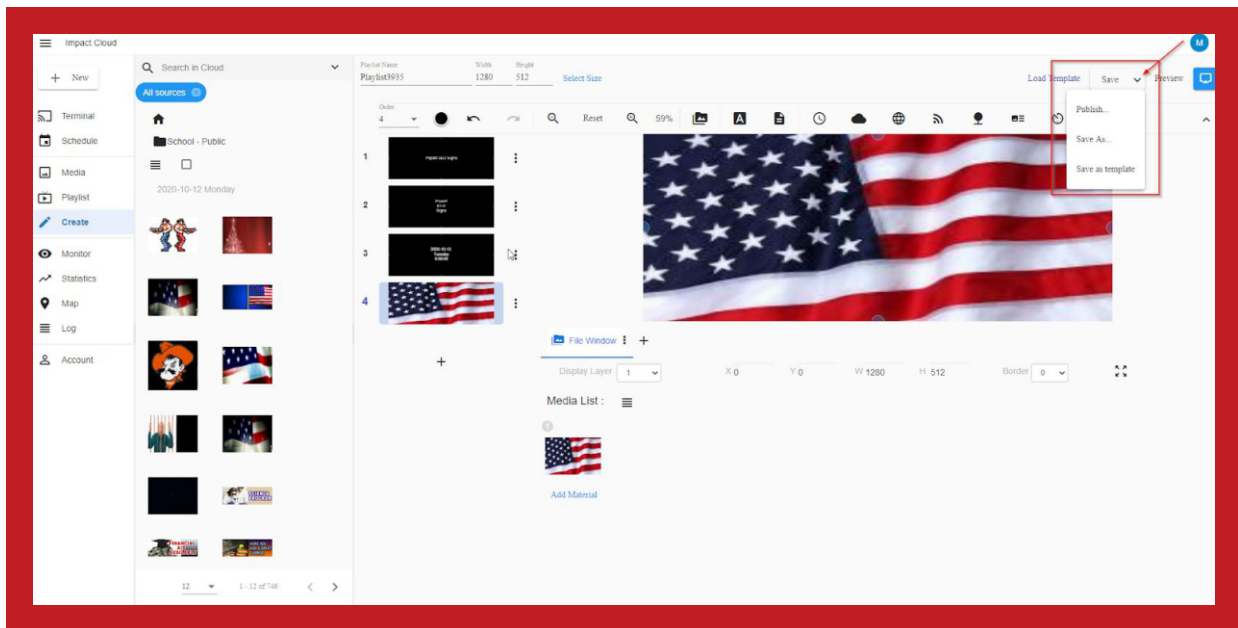 Impact Cloud
M
+ New
Terminal
Schedule
Media
Playlist
Create
Monitor
Statistics
Map
Log
Account
Search in Cloud
All sources
School - Public
2020-10-12 Monday
12
1 - 12 of 746
Playlist Name
Playlist3935
Width
1280
Height
512
Select Size
Load Template
Save
Preview
Publish...
Save As...
Save as template
Order
4
Reset
59%
A
1
2
3
4
File Window
Display Layer 1
X 0
Y 0
W 1280
H 512
Border 0
Media List :
1
Add Material